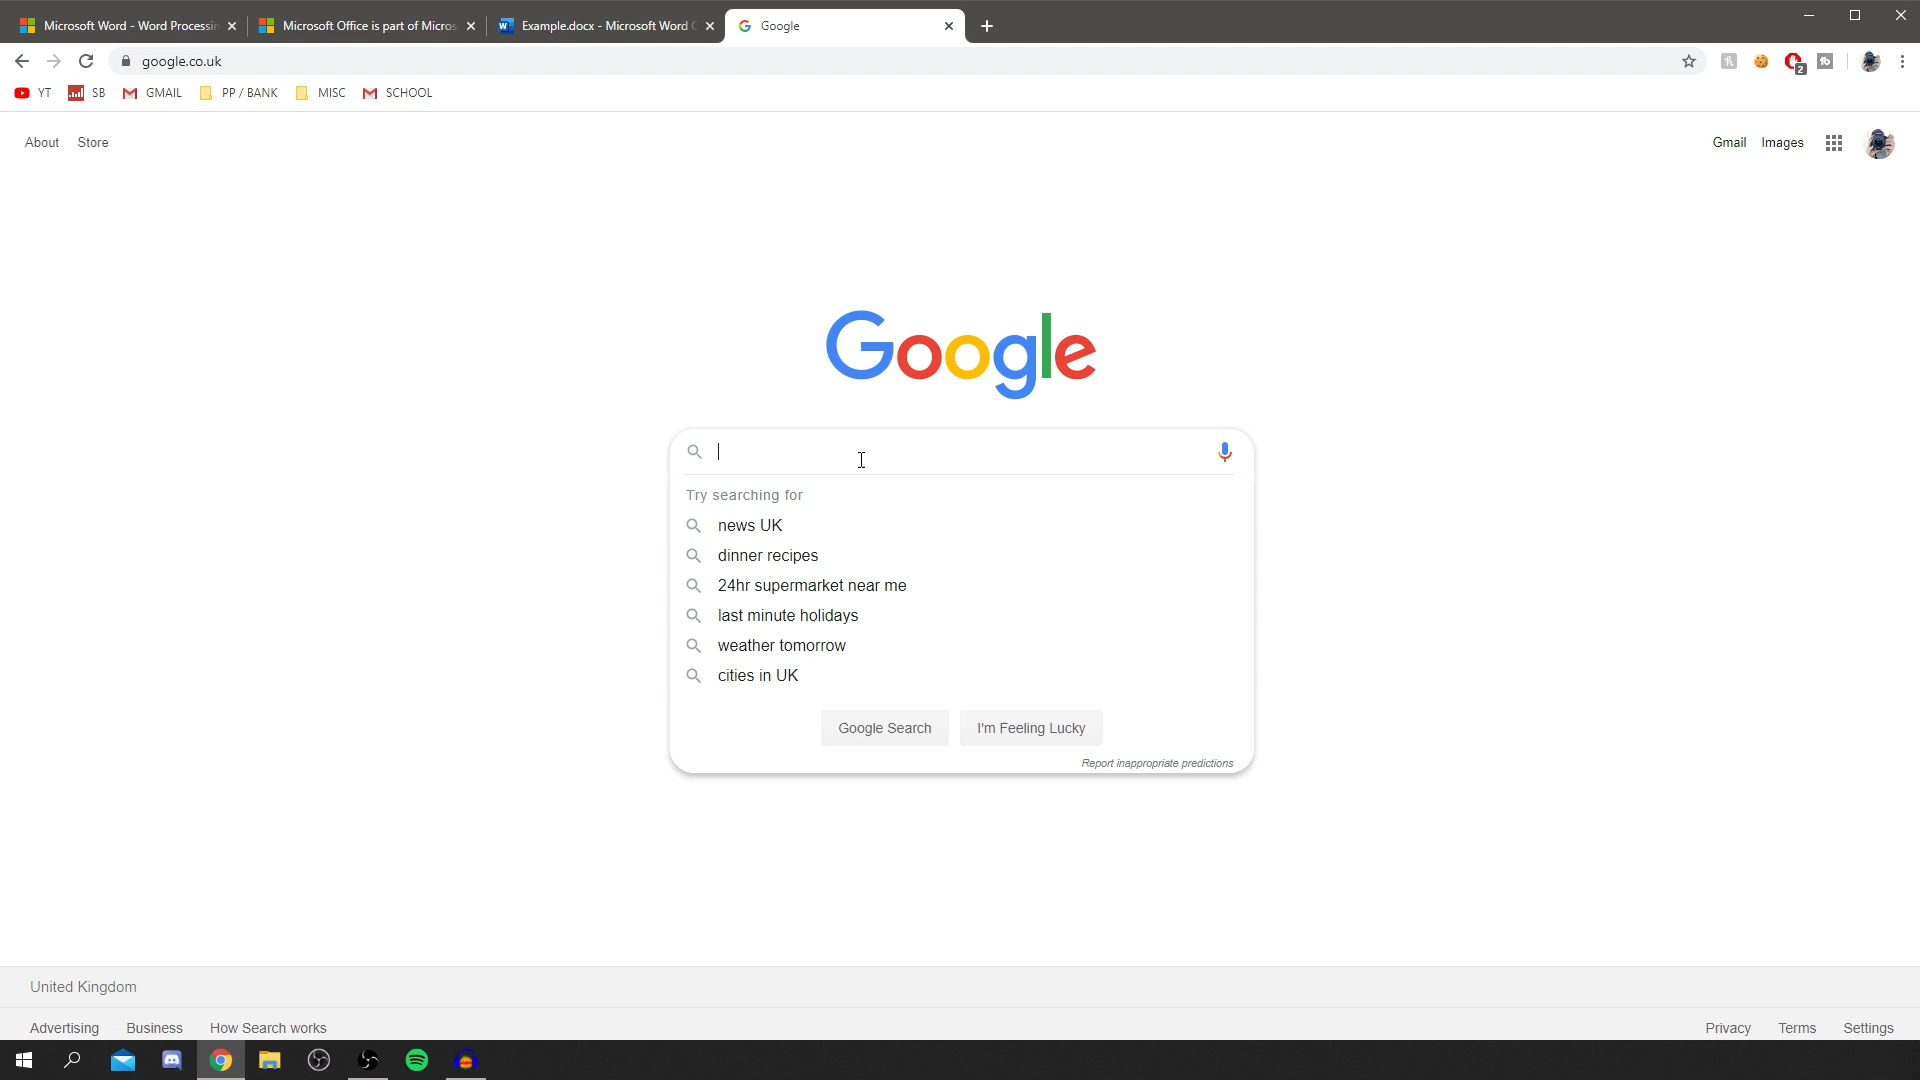 Microsoft Word - Word Processin
Microsoft Office is part of Micros
Example.docx - Microsoft Word
Google
google.co.uk
2
YT
SB
GMAIL
PP / BANK
MISC
SCHOOL
About
Store
Gmail
Images
Google
Try searching for
news UK
dinner recipes
24hr supermarket near me
last minute holidays
weather tomorrow
cities in UK
Google Search
I'm Feeling Lucky
Report inappropriate predictions
United Kingdom
Advertising
Business
How Search works
Privacy
Terms
Settings